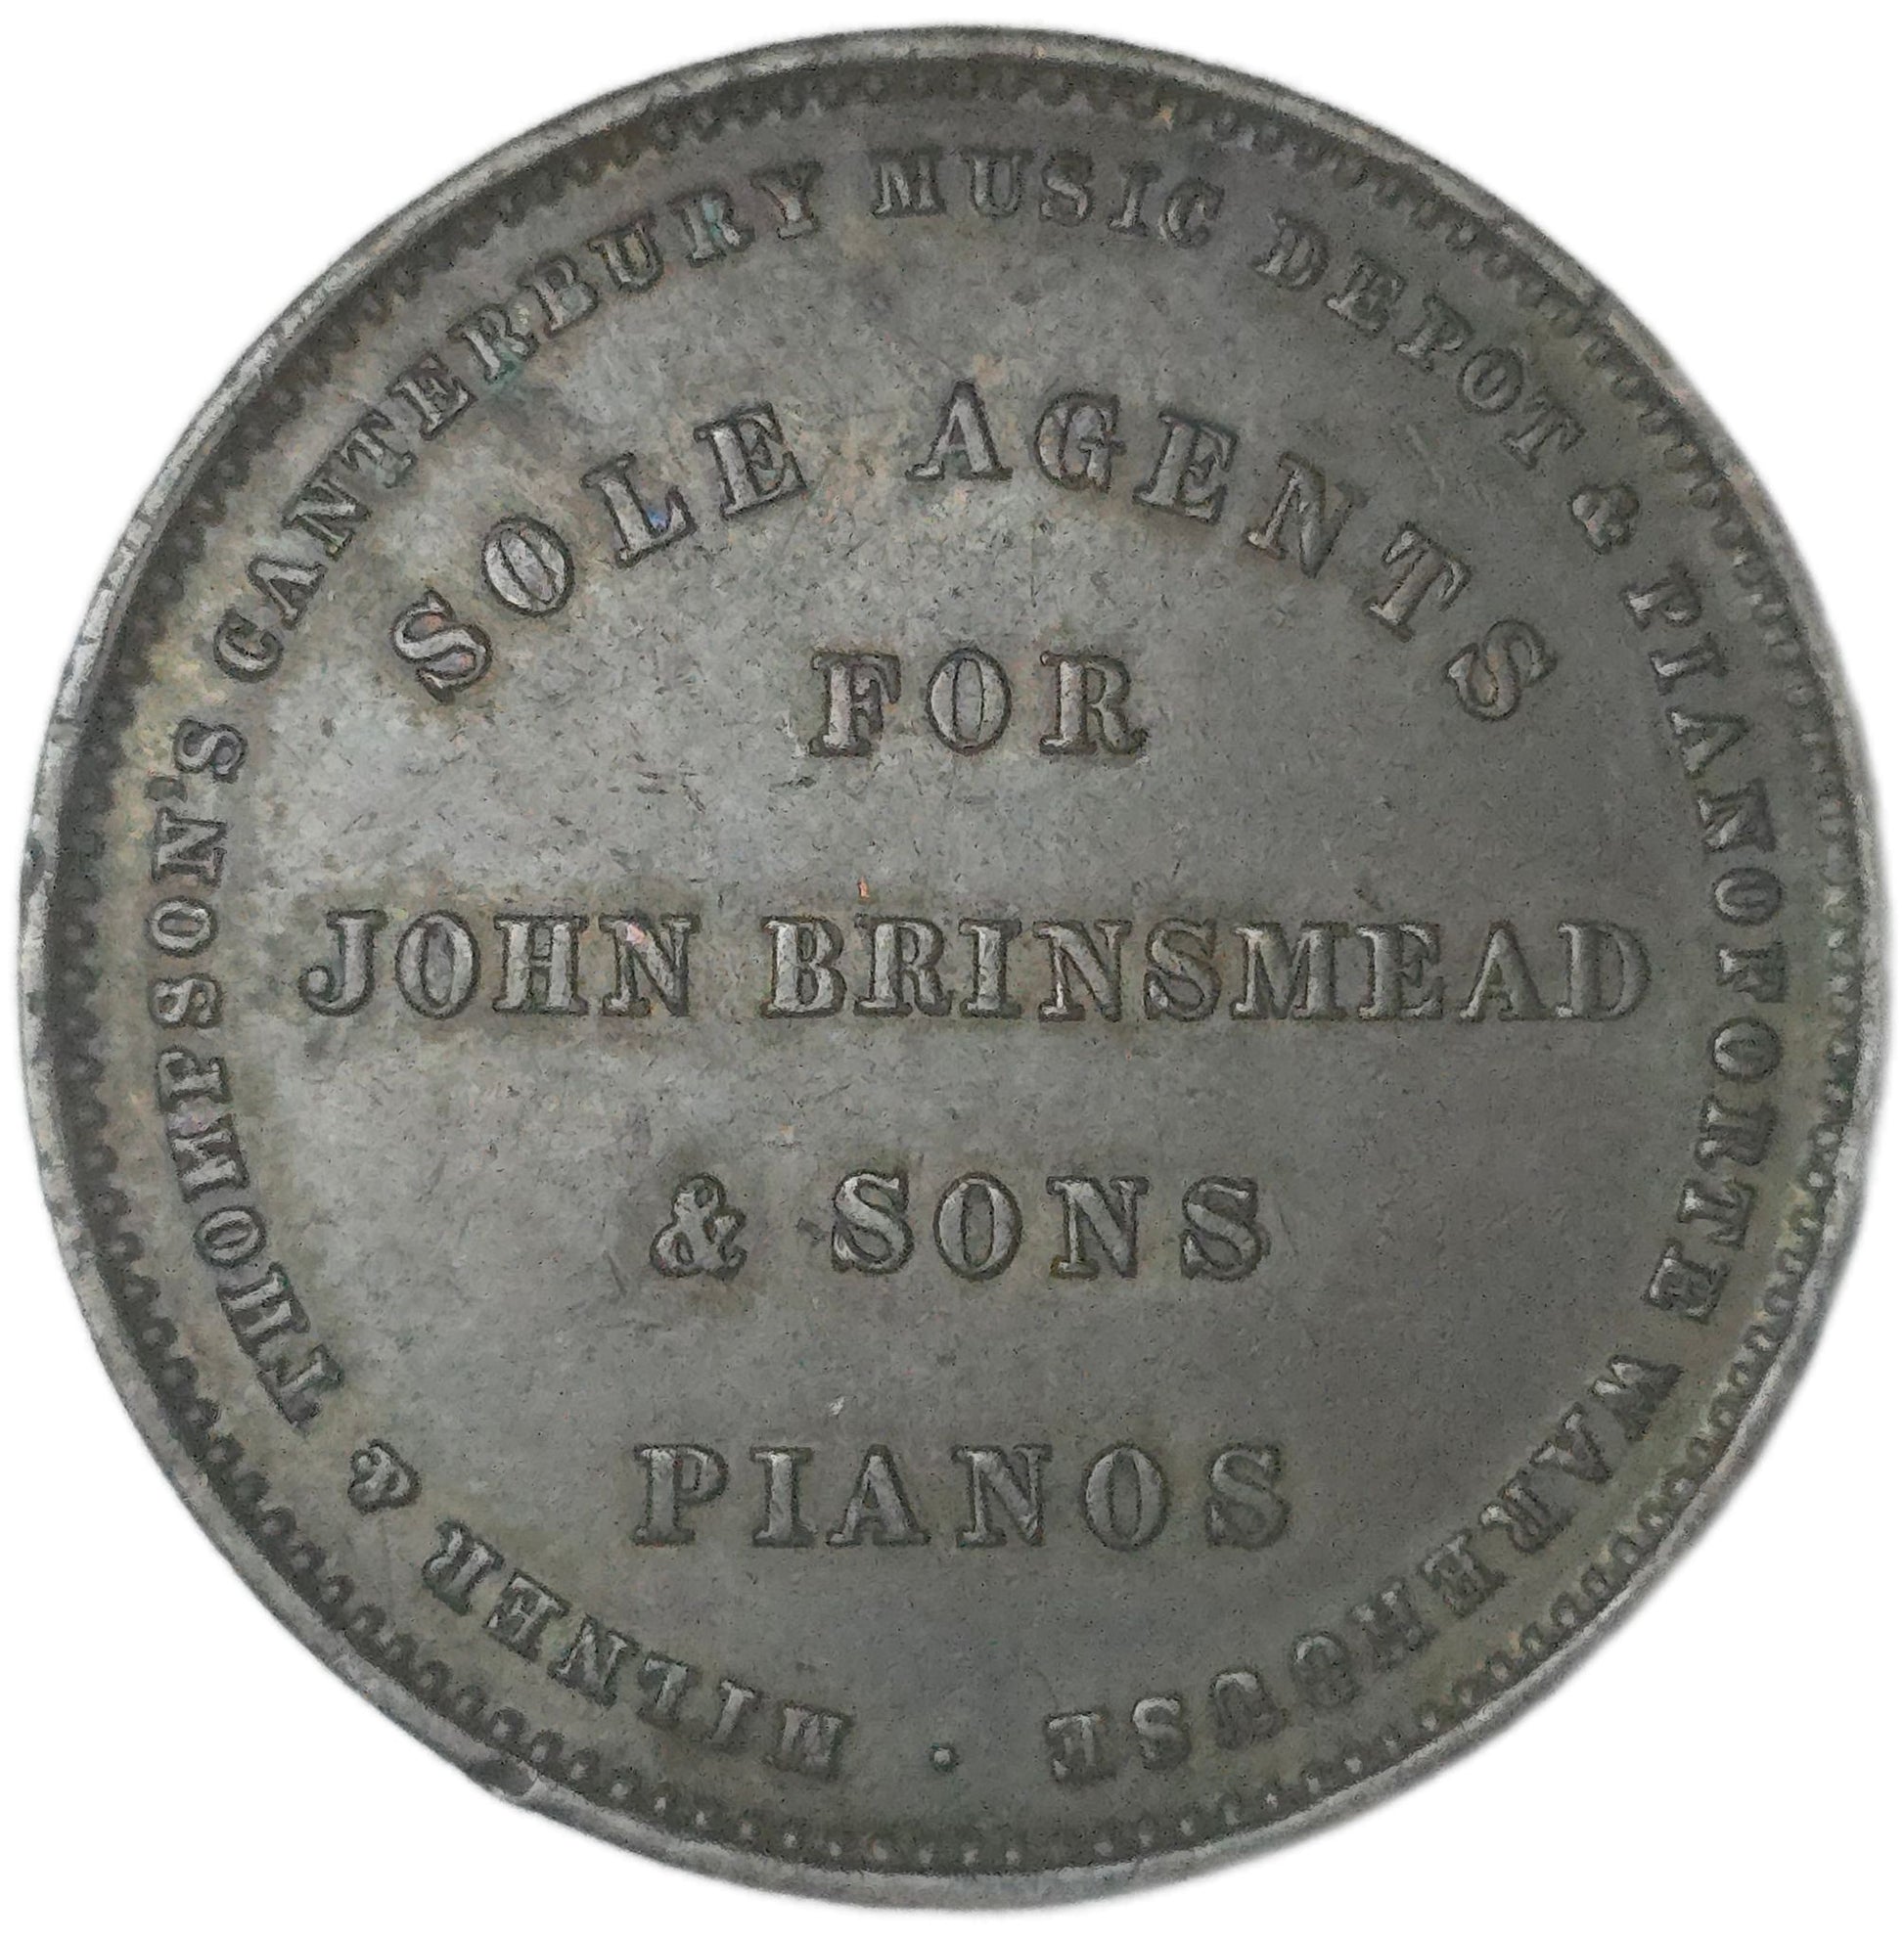 MILNER & THOMPSON'S CANTERBURY MUSIC DEPOT & PIANOFORTE WAREHOUSE ·
SOLE AGENTS
FOR
JOHN BRINSMEAD
& SONS
PIANOS